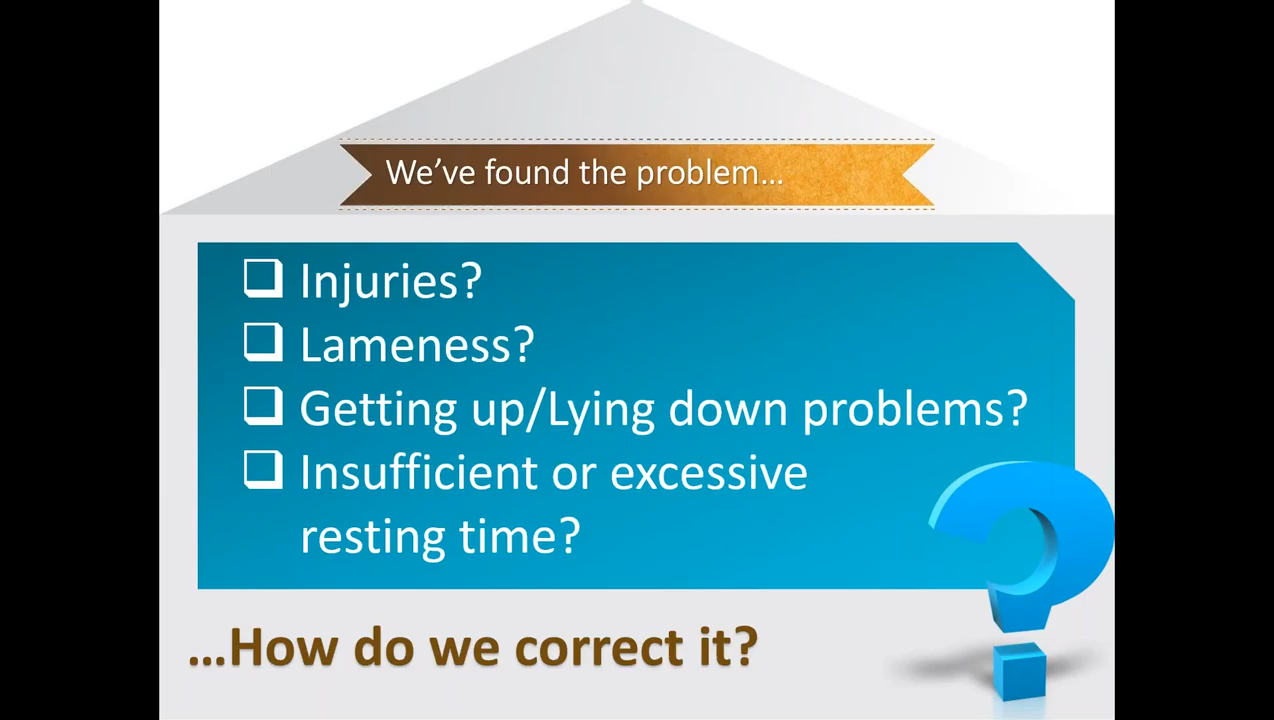 We’ve found the problem…
❑ Injuries?
❑ Lameness?
❑ Getting up/Lying down problems?
❑ Insufficient or excessive
resting time?
…How do we correct it?
?